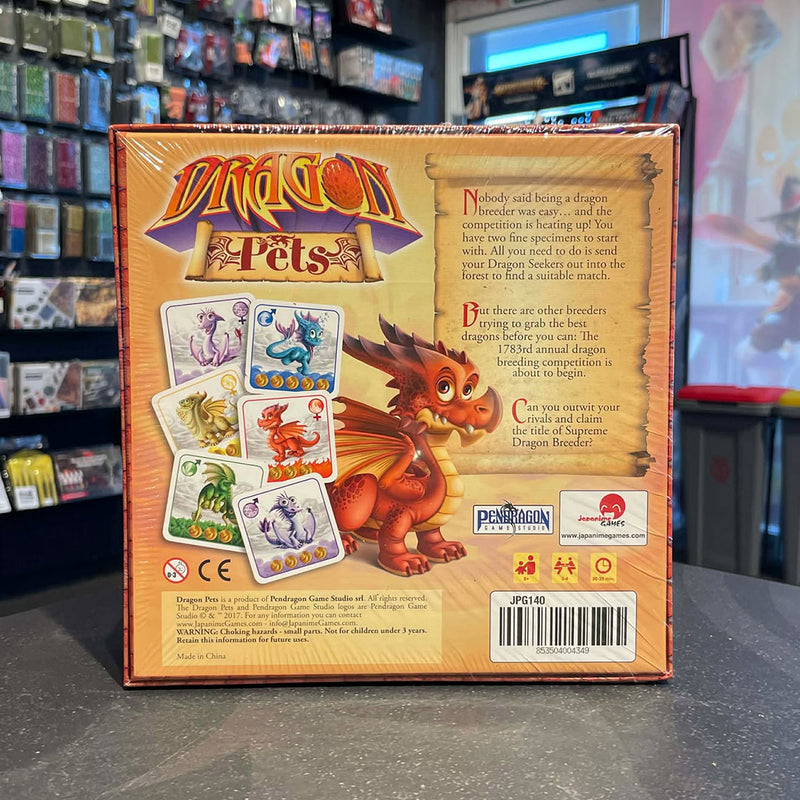 DRAGON
Pets
Nobody said being a dragon
breeder was easy… and the
competition is heating up! You
have two fine specimens to start
with. All you need to do is send
your Dragon Seekers out into the
forest to find a suitable match.
But there are other breeders
trying to grab the best
dragons before you can: The
1783rd annual dragon
breeding competition is
about to begin.
Can you outwit your
Crivals and claim
the title of Supreme
Dragon Breeder?
PENDRAGON
GAME STUDIO
Japanime
GAMES
www.japanimegames.com
0-3
CE
8+
2-4
Dragon Pets is a product of Pendragon Game Studio srl. All rights reserved.
The Dragon Pets and Pendragon Game Studio logos are Pendragon Game
Studio © & ™ 2017. For any information you can contact
www.JapanimeGames.com - info@JapanimeGames.com
WARNING: Choking hazards - small parts. Not for children under 3 years.
Retain this information for future uses.
Made in China
JPG140
853504004349